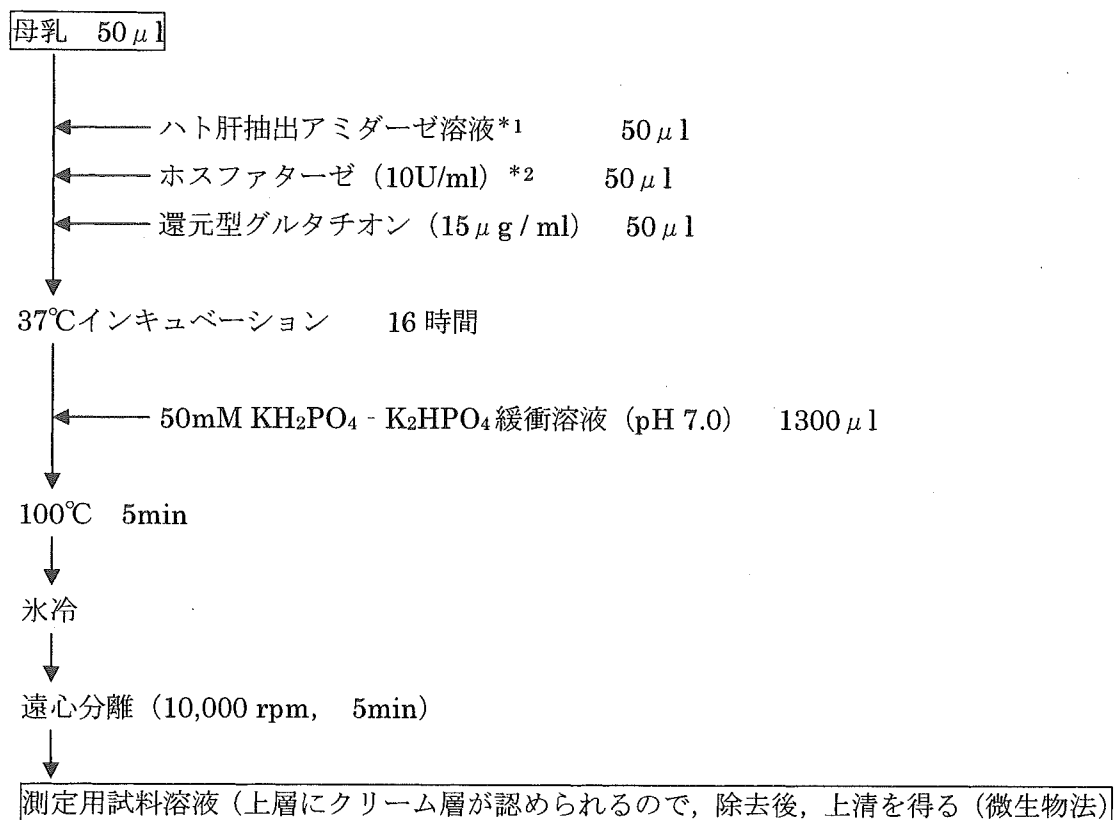 母乳 50μl
ハト肝抽出アミダーゼ溶液*1 50μl
ホスファターゼ（10U/ml）*2 50μl
還元型グルタチオン（15μg / ml） 50μl
37℃インキュベーション 16 時間
50mM KH₂PO₄ - K₂HPO₄緩衝溶液（pH 7.0） 1300μl
100℃ 5min
氷冷
遠心分離（10,000 rpm, 5min）
測定用試料溶液（上層にクリーム層が認められるので，除去後，上清を得る（微生物法）